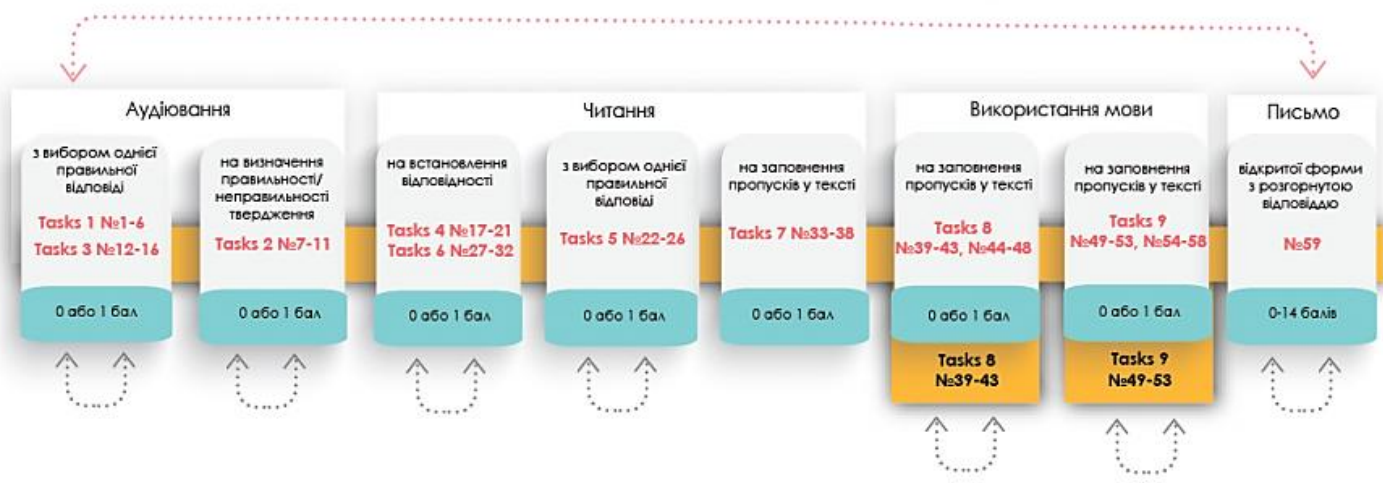 Аудіювання
з вибором однієї
правильної
відповіді
Tasks 1 №1-6
Tasks 3 №12-16
0 або 1 бал
на визначення
правильності/
неправильності
твердження
Tasks 2 №7-11
0 або 1 бал
Читання
на встановлення
відповідності
Tasks 4 №17-21
Tasks 6 №27-32
0 або 1 бал
з вибором однієї
правильної
відповіді
Tasks 5 №22-26
0 або 1 бал
на заповнення
пропусків у тексті
Tasks 7 №33-38
0 або 1 бал
Використання мови
на заповнення
пропусків у тексті
Tasks 8
№39-43, №44-48
0 або 1 бал
Tasks 8
№39-43
на заповнення
пропусків у тексті
Tasks 9
№49-53, №54-58
0 або 1 бал
Tasks 9
№49-53
Письмо
відкритої форми
з розгорнутою
відповіддю
№59
0-14 балів